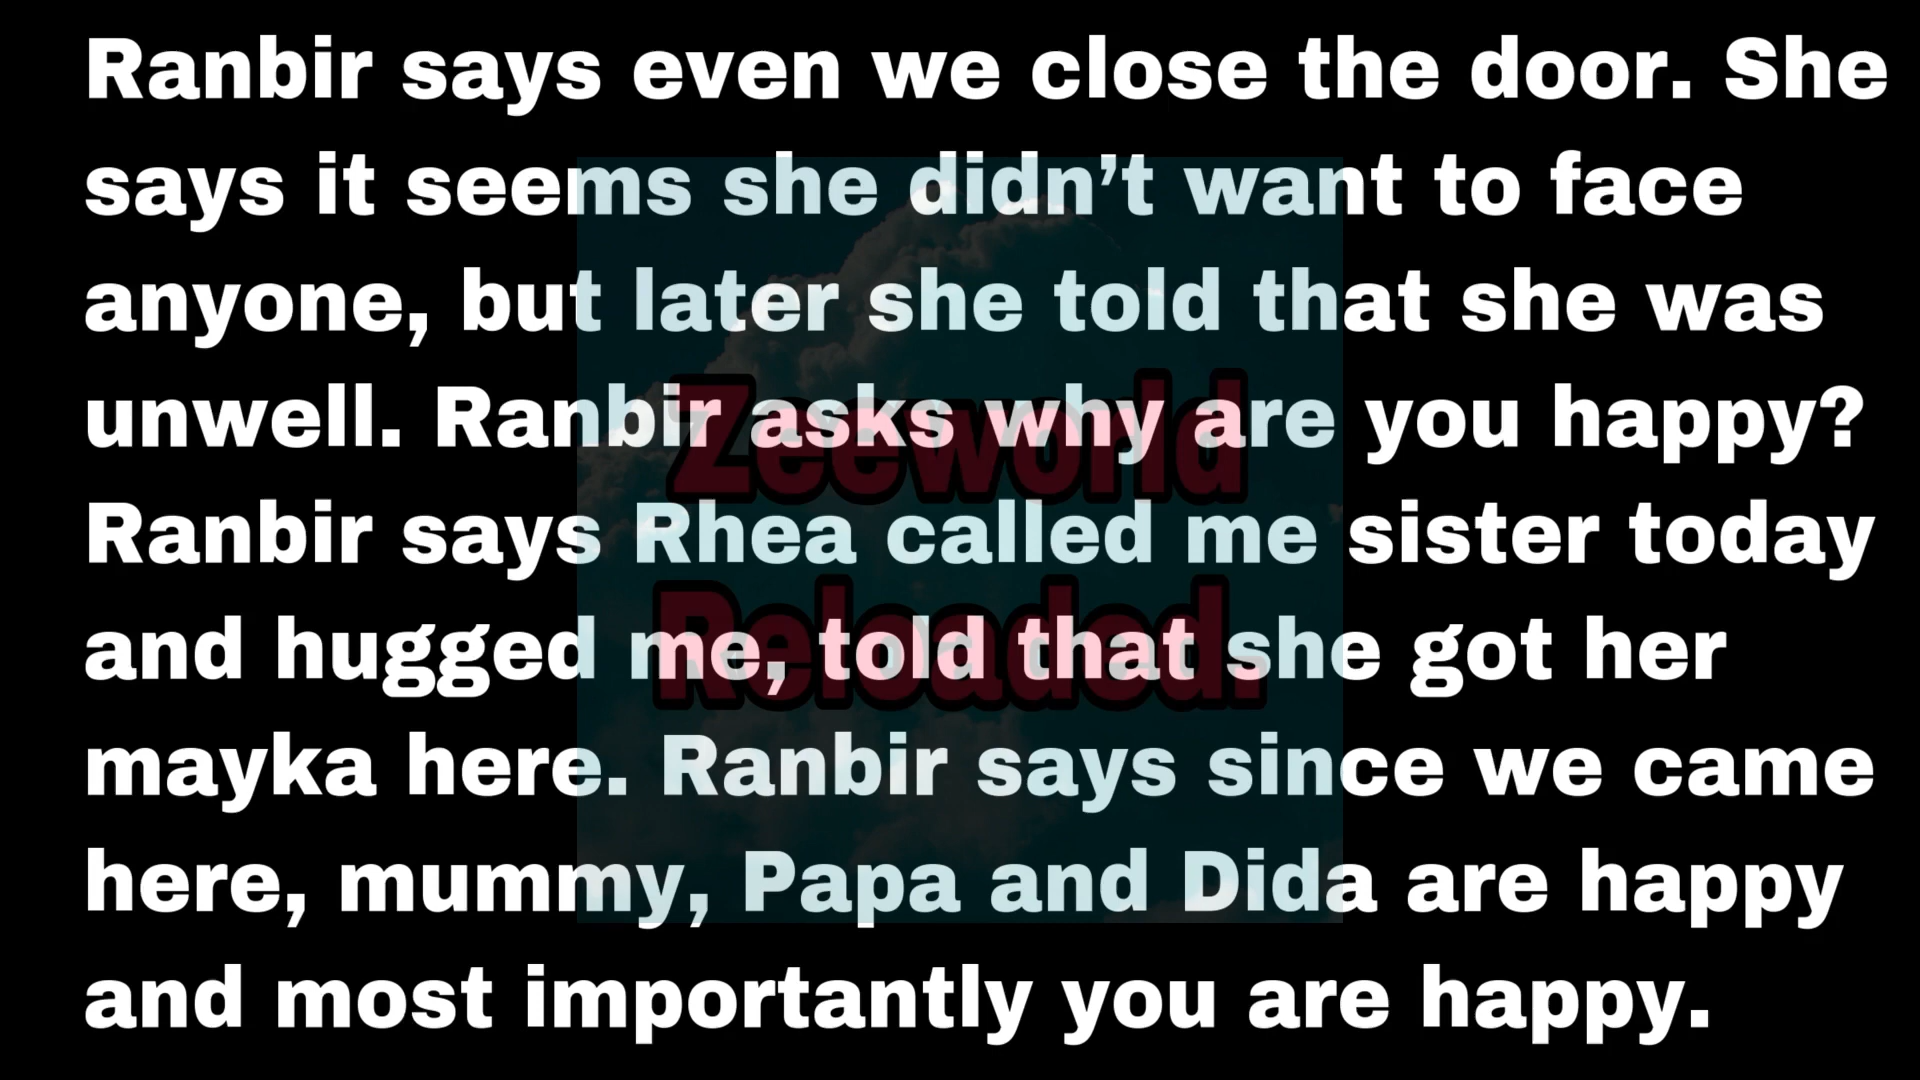 Ranbir says even we close the door. She
says it seems she didn’t want to face
anyone, but later she told that she was
unwell. Ranbir asks why are you happy?
Ranbir says Rhea called me sister today
and hugged me, told that she got her
mayka here. Ranbir says since we came
here, mummy, Papa and Dida are happy
and most importantly you are happy.
Zeeworld
Reloaded.